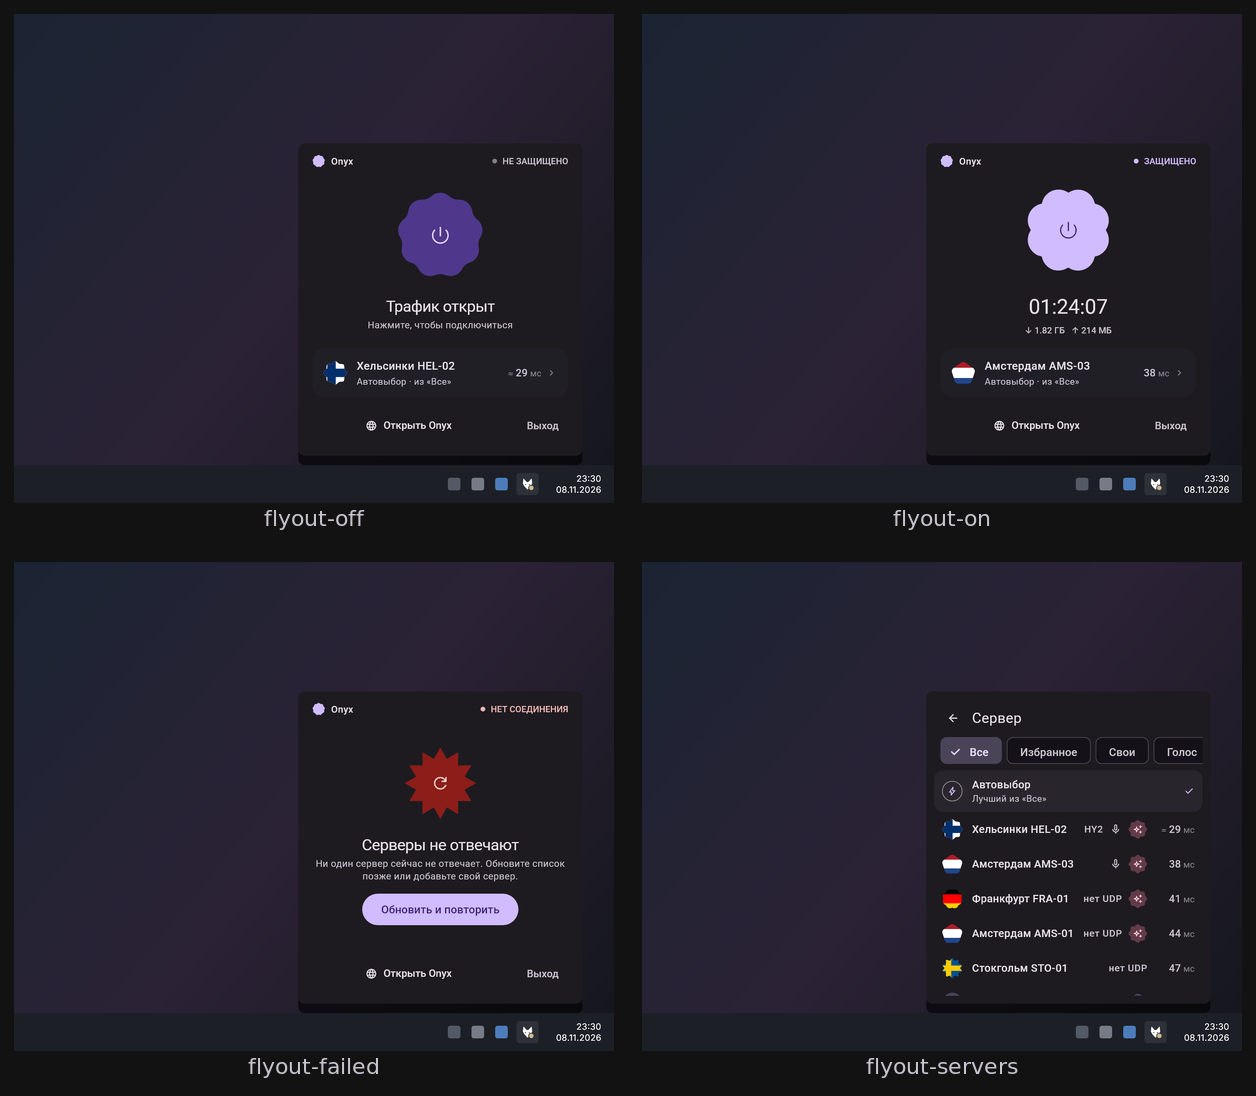 Onyx
НЕ ЗАЩИЩЕНО
Трафик открыт
Нажмите, чтобы подключиться
Хельсинки HEL-02
Автовыбор · из «Все»
≈ 29 мс
Открыть Onyx
Выход
23:30
08.11.2026
flyout-off
Onyx
ЗАЩИЩЕНО
01:24:07
↓ 1.82 ГБ ↑ 214 МБ
Амстердам AMS-03
Автовыбор · из «Все»
38 мс
Открыть Onyx
Выход
23:30
08.11.2026
flyout-on
Onyx
НЕТ СОЕДИНЕНИЯ
Серверы не отвечают
Ни один сервер сейчас не отвечает. Обновите список
позже или добавьте свой сервер.
Обновить и повторить
Открыть Onyx
Выход
23:30
08.11.2026
flyout-failed
Сервер
Все
Избранное
Свои
Голос
Автовыбор
Лучший из «Все»
Хельсинки HEL-02 HY2 ≈ 29 мс
Амстердам AMS-03 38 мс
Франкфурт FRA-01 нет UDP 41 мс
Амстердам AMS-01 нет UDP 44 мс
Стокгольм STO-01 нет UDP 47 мс
23:30
08.11.2026
flyout-servers